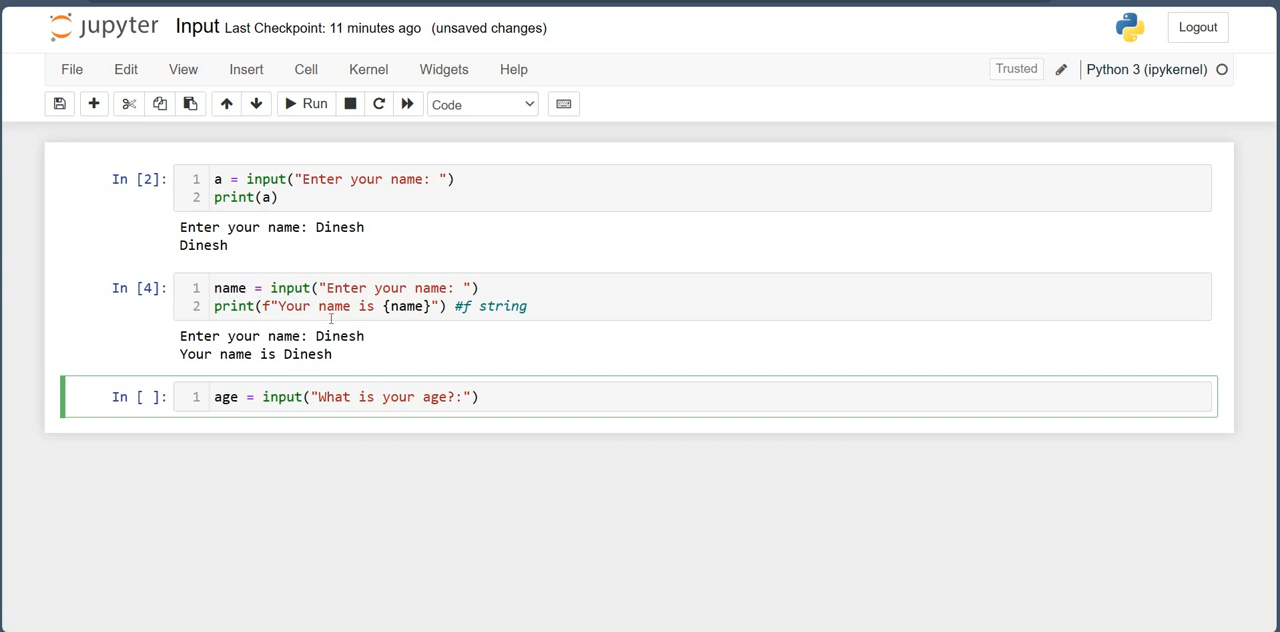 jupyter Input Last Checkpoint: 11 minutes ago (unsaved changes) Logout
File Edit View Insert Cell Kernel Widgets Help Trusted Python 3 (ipykernel)
Run Code
In [2]: 1 a = input("Enter your name: ")
2 print(a)
Enter your name: Dinesh
Dinesh
In [4]: 1 name = input("Enter your name: ")
2 print(f"Your name is {name}") #f string
Enter your name: Dinesh
Your name is Dinesh
In [ ]: 1 age = input("What is your age?:")